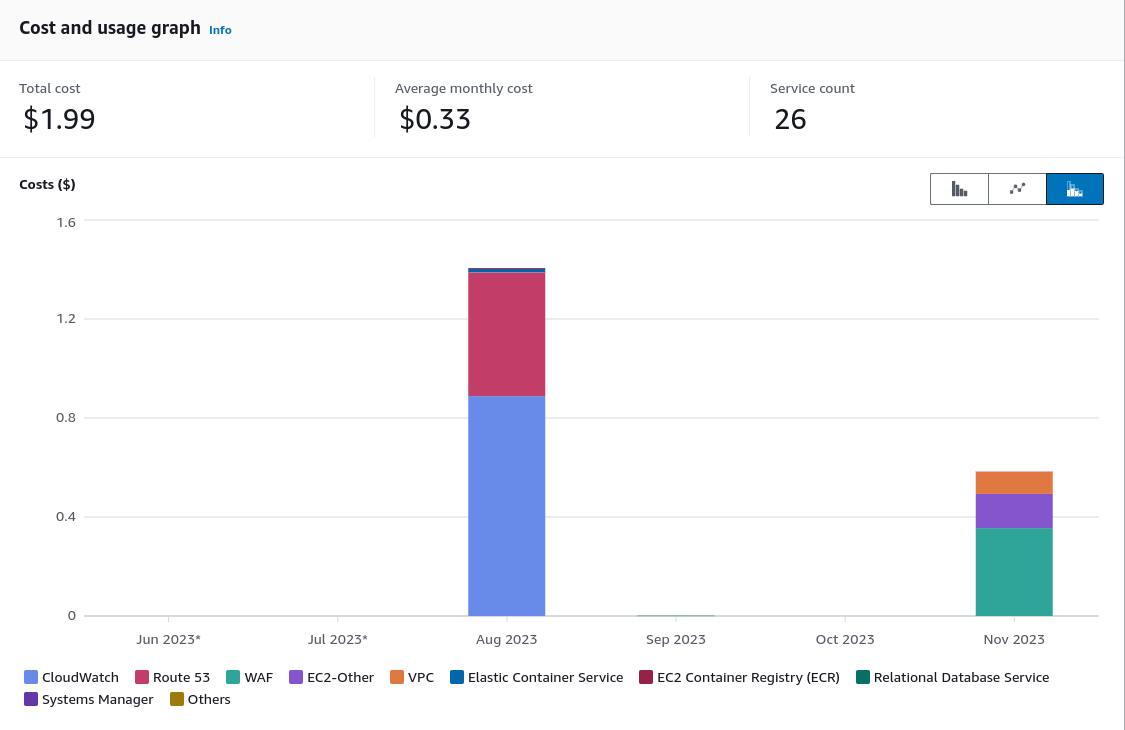 Cost and usage graph Info
Total cost Average monthly cost Service count
$1.99 $0.33 26
Costs ($)
1.6
1.2
0.8
0.4
0
Jun 2023* Jul 2023* Aug 2023 Sep 2023 Oct 2023 Nov 2023
CloudWatch Route 53 WAF EC2-Other VPC Elastic Container Service EC2 Container Registry (ECR) Relational Database Service
Systems Manager Others